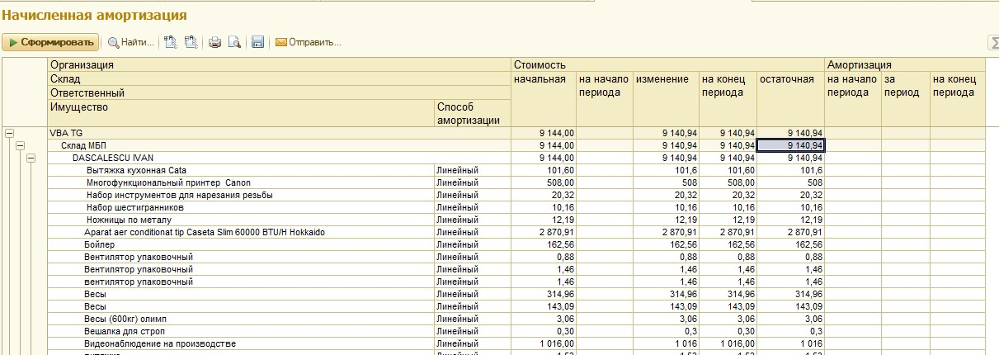 Начисленная амортизация
Сформировать Найти... Отправить... Σ
Организация Стоимость Амортизация
Склад начальная на начало периода изменение на конец периода остаточная на начало периода за период на конец периода
Ответственный
Имущество Способ амортизации
VBA TG 9 144,00 9 140,94 9 140,94 9 140,94
Склад МБП 9 144,00 9 140,94 9 140,94 9 140,94
DASCALESCU IVAN 9 144,00 9 140,94 9 140,94 9 140,94
Вытяжка кухонная Cata Линейный 101,60 101,6 101,60 101,6
Многофункциональный принтер Canon Линейный 508,00 508 508,00 508
Набор инструментов для нарезания резьбы Линейный 20,32 20,32 20,32 20,32
Набор шестигранников Линейный 10,16 10,16 10,16 10,16
Ножницы по металу Линейный 12,19 12,19 12,19 12,19
Aparat aer conditionat tip Caseta Slim 60000 BTU/H Hokkaido Линейный 2 870,91 2 870,91 2 870,91 2 870,91
Бойлер Линейный 162,56 162,56 162,56 162,56
Вентилятор упаковочный Линейный 0,88 0,88 0,88 0,88
Вентилятор упаковочный Линейный 1,46 1,46 1,46 1,46
вентилятор упаковочный Линейный 1,46 1,46 1,46 1,46
Весы Линейный 314,96 314,96 314,96 314,96
Весы Линейный 143,09 143,09 143,09 143,09
Весы (600кг) олимп Линейный 3,06 3,06 3,06 3,06
Вешалка для строп Линейный 0,30 0,3 0,30 0,3
Видеонаблюдение на производстве Линейный 1 016,00 1 016 1 016,00 1 016